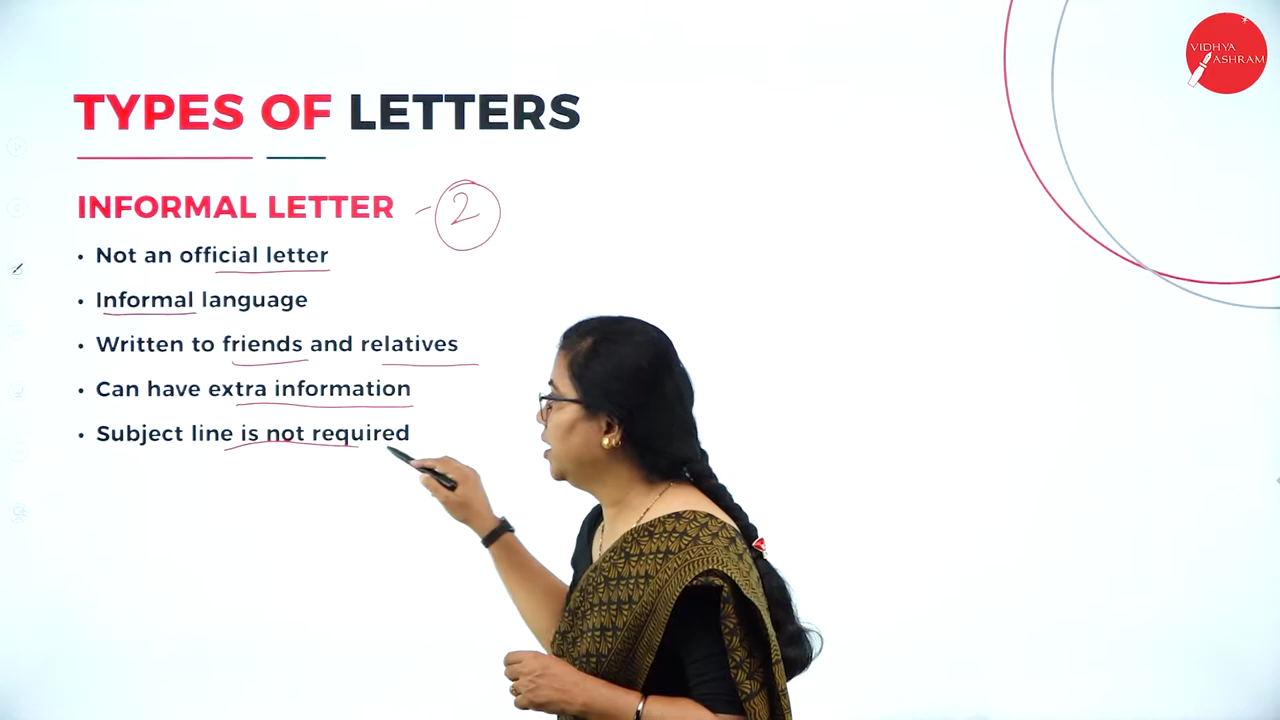 VIDHYA
ASHRAM
TYPES OF LETTERS
INFORMAL LETTER - 2
• Not an official letter
• Informal language
• Written to friends and relatives
• Can have extra information
• Subject line is not required